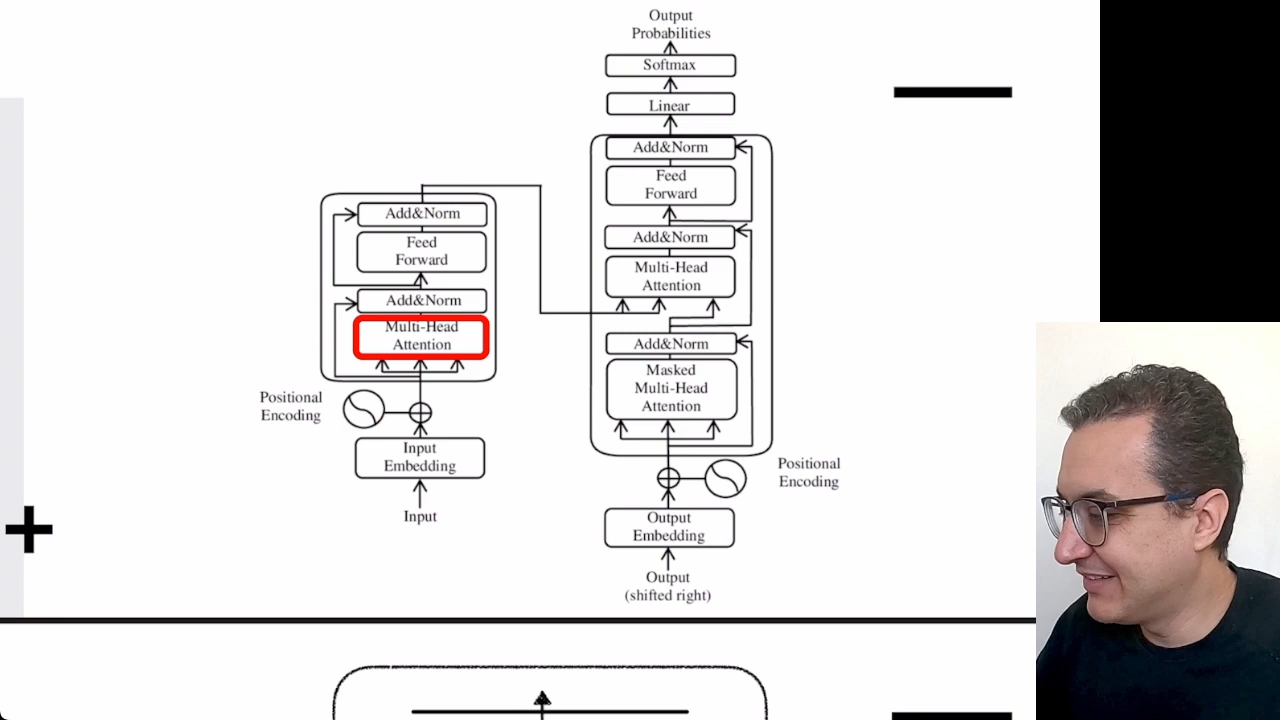 Output
Probabilities
Softmax
Linear
Add&Norm
Feed
Forward
Add&Norm
Multi-Head
Attention
Add&Norm
Masked
Multi-Head
Attention
Positional
Encoding
Output
Embedding
Output
(shifted right)
Add&Norm
Feed
Forward
Add&Norm
Multi-Head
Attention
Positional
Encoding
Input
Embedding
Input